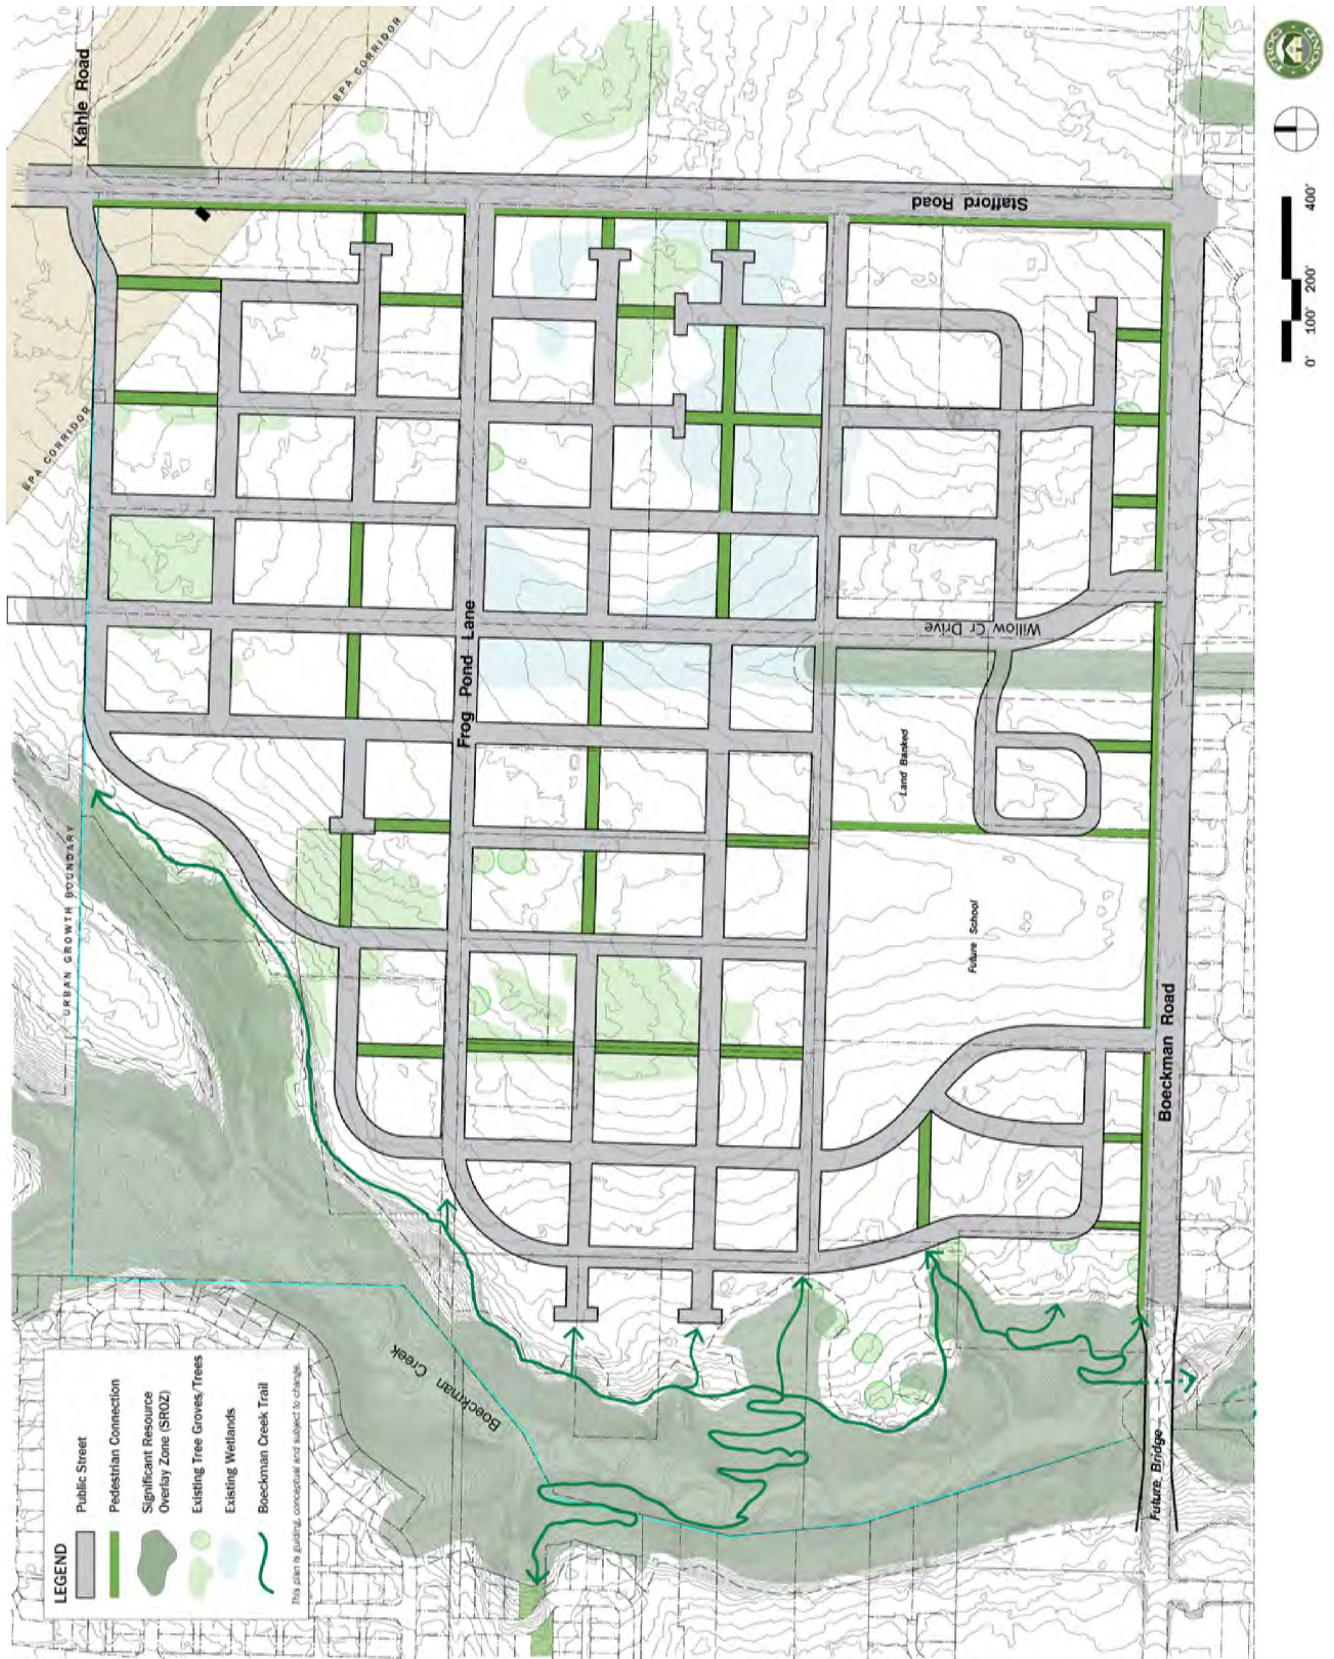 Kahle Road
BPA CORRIDOR
BPA CORRIDOR
Stafford Road
FROG
POND
0' 100' 200' 400'
Frog Pond Lane
Willow Cr Drive
Land Banked
Future School
URBAN GROWTH BOUNDARY
Boeckman Road
Boeckman Creek
Future Bridge
LEGEND
Public Street
Pedestrian Connection
Significant Resource
Overlay Zone (SROZ)
Existing Tree Groves/Trees
Existing Wetlands
Boeckman Creek Trail
This plan is guiding, conceptual and subject to change.